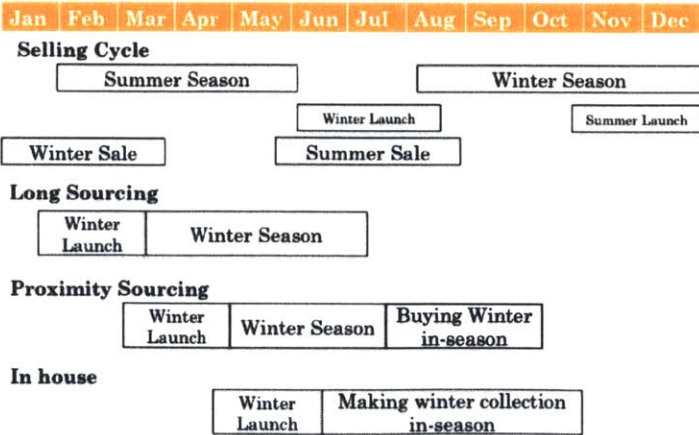 Jan Feb Mar Apr May Jun Jul Aug Sep Oct Nov Dec
Selling Cycle
Summer Season Winter Season
Winter Launch Summer Launch
Winter Sale Summer Sale
Long Sourcing
Winter
Launch
Winter Season
Proximity Sourcing
Winter
Launch
Winter Season
Buying Winter
in-season
In house
Winter
Launch
Making winter collection
in-season